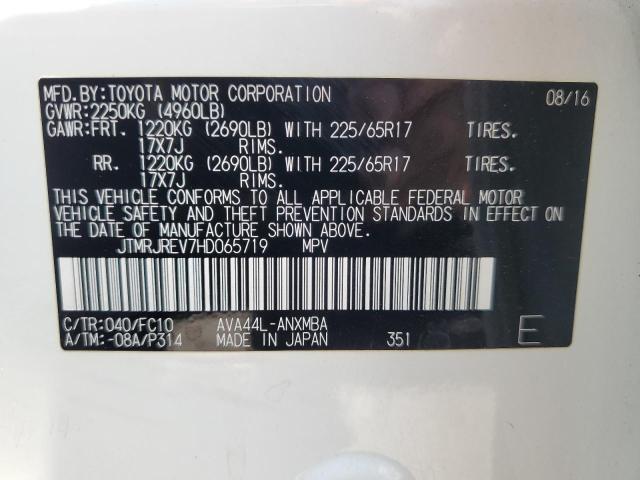 MFD.BY:TOYOTA MOTOR CORPORATION 08/16
GVWR:2250KG (4960LB)
GAWR:FRT. 1220KG (2690LB) WITH 225/65R17 TIRES.
17X7J RIMS.
RR. 1220KG (2690LB) WITH 225/65R17 TIRES.
17X7J RIMS.
THIS VEHICLE CONFORMS TO ALL APPLICABLE FEDERAL MOTOR
VEHICLE SAFETY AND THEFT PREVENTION STANDARDS IN EFFECT ON
THE DATE OF MANUFACTURE SHOWN ABOVE.
JTMRJREV7HD065719 MPV
C/TR:040/FC10 AVA44L-ANXMBA
A/TM:-08A/P314 MADE IN JAPAN 351 E